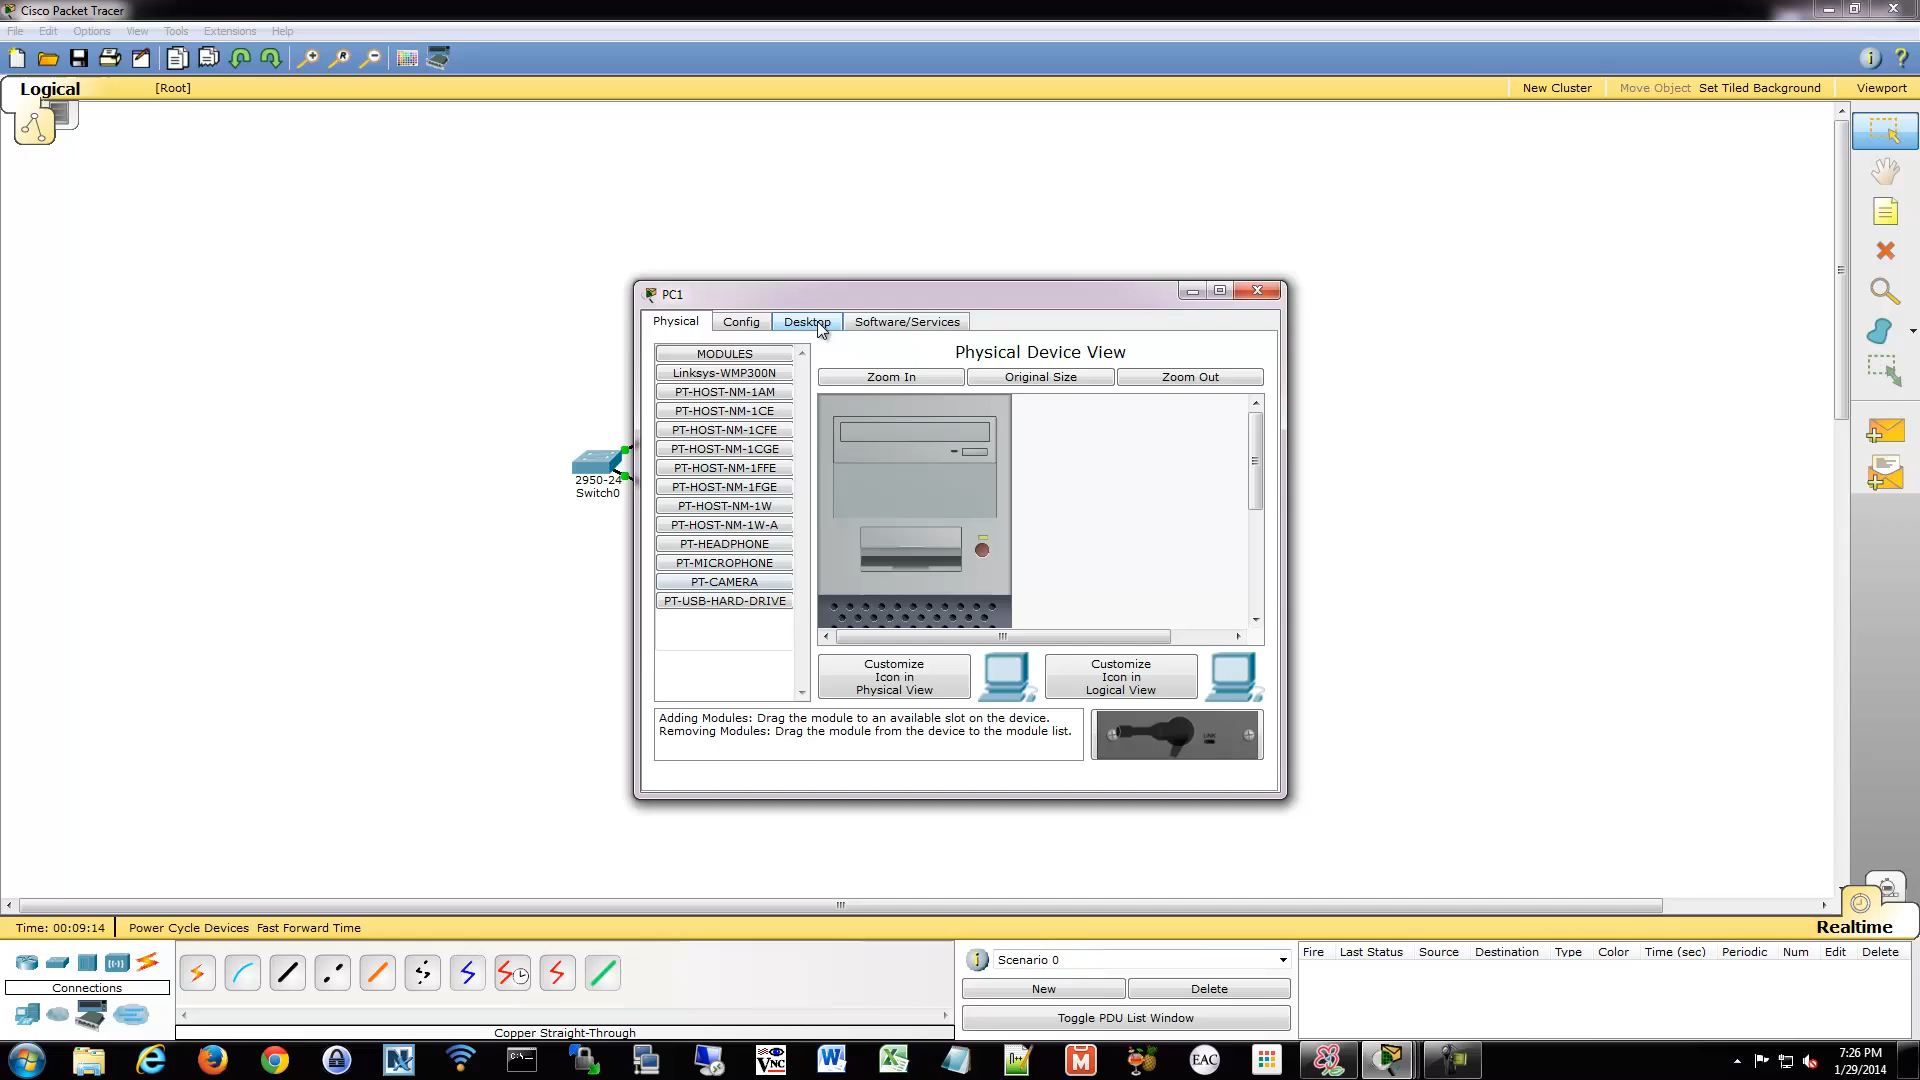 Cisco Packet Tracer
File Edit Options View Tools Extensions Help
Logical
[Root]
New Cluster
Move Object
Set Tiled Background
Viewport
2950-24
Switch0
PC1
Physical
Config
Desktop
Software/Services
MODULES
Linksys-WMP300N
PT-HOST-NM-1AM
PT-HOST-NM-1CE
PT-HOST-NM-1CFE
PT-HOST-NM-1CGE
PT-HOST-NM-1FFE
PT-HOST-NM-1FGE
PT-HOST-NM-1W
PT-HOST-NM-1W-A
PT-HEADPHONE
PT-MICROPHONE
PT-CAMERA
PT-USB-HARD-DRIVE
Physical Device View
Zoom In
Original Size
Zoom Out
Customize
Icon in
Physical View
Customize
Icon in
Logical View
Adding Modules: Drag the module to an available slot on the device.
Removing Modules: Drag the module from the device to the module list.
LINK
Time: 00:09:14
Power Cycle Devices Fast Forward Time
Realtime
Connections
Copper Straight-Through
Scenario 0
New
Delete
Toggle PDU List Window
Fire Last Status Source Destination Type Color Time (sec) Periodic Num Edit Delete
VNC
EAC
7:26 PM
1/29/2014